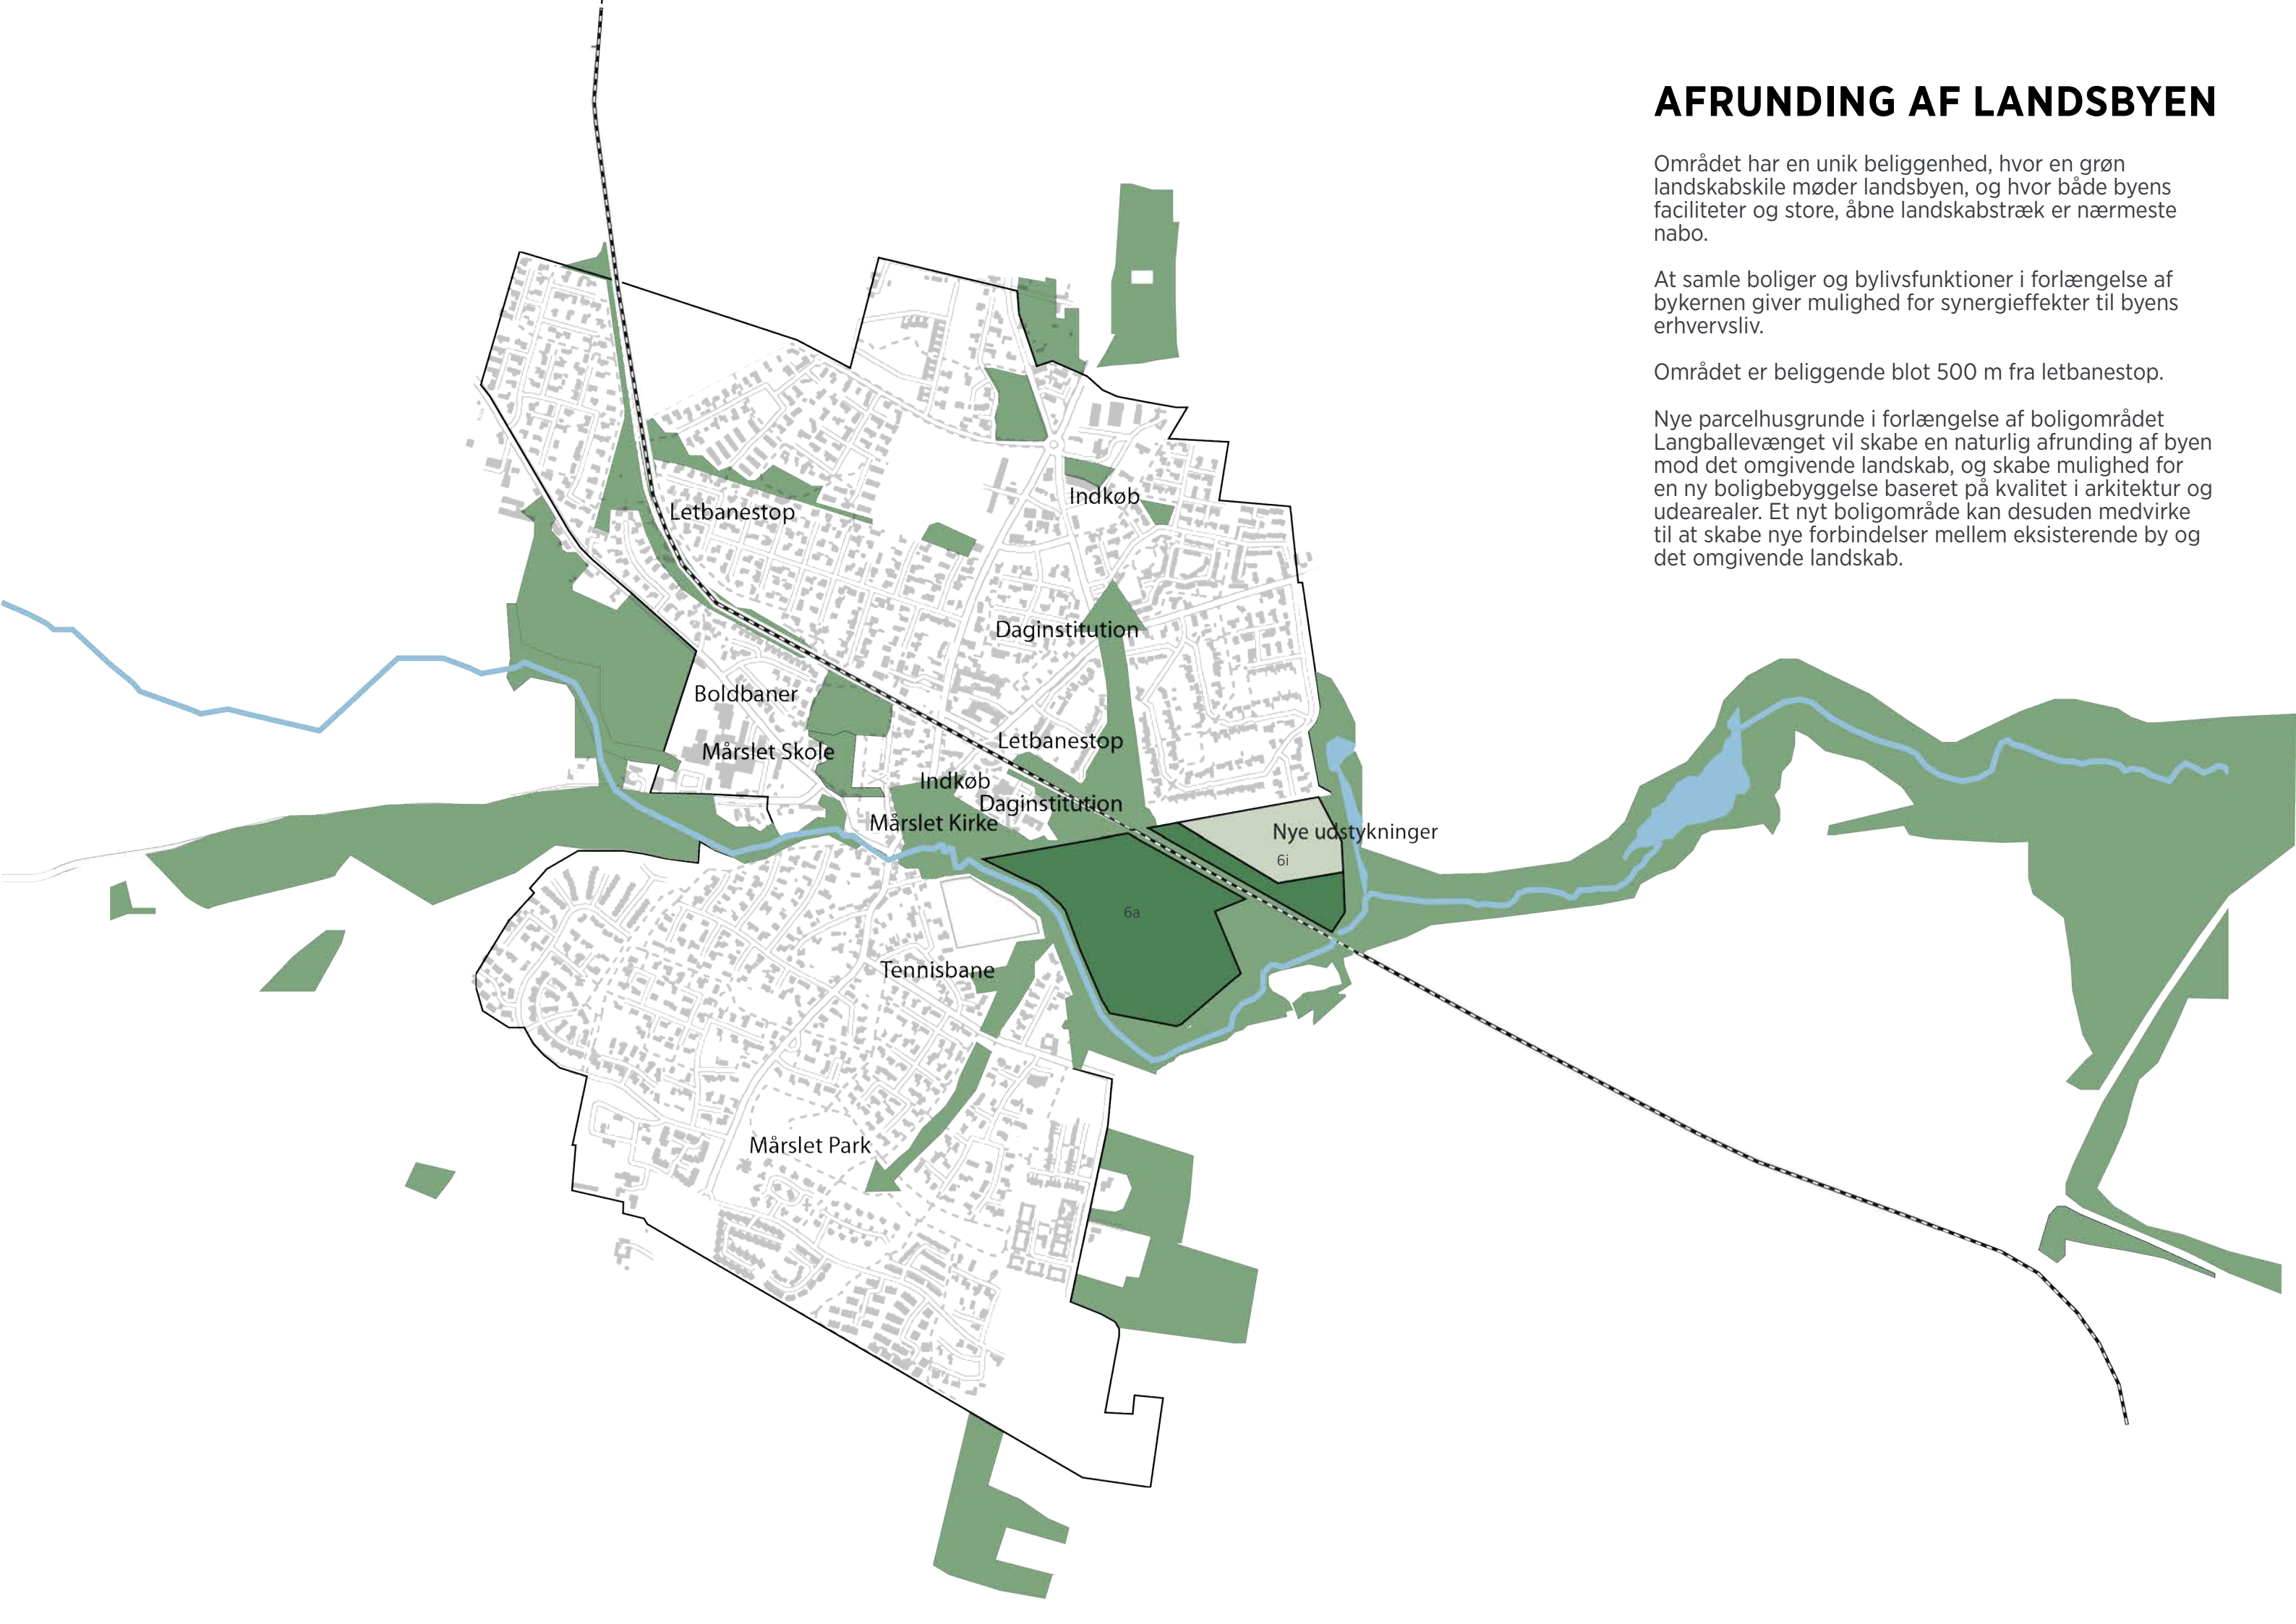 AFRUNDING AF LANDSBYEN
Området har en unik beliggenhed, hvor en grøn
landskabskile møder landsbyen, og hvor både byens
faciliteter og store, åbne landskabstræk er nærmeste
nabo.
At samle boliger og bylivsfunktioner i forlængelse af
bykernen giver mulighed for synergieffekter til byens
erhvervsliv.
Området er beliggende blot 500 m fra letbanestop.
Nye parcelhusgrunde i forlængelse af boligområdet
Langballevænget vil skabe en naturlig afrunding af byen
mod det omgivende landskab, og skabe mulighed for
en ny boligbebyggelse baseret på kvalitet i arkitektur og
udearealer. Et nyt boligområde kan desuden medvirke
til at skabe nye forbindelser mellem eksisterende by og
det omgivende landskab.
Indkøb
Letbanestop
Daginstitution
Boldbaner
Letbanestop
Mårslet Skole
Indkøb
Daginstitution
Mårslet Kirke
Nye udstykninger
6i
6a
Tennisbane
Mårslet Park